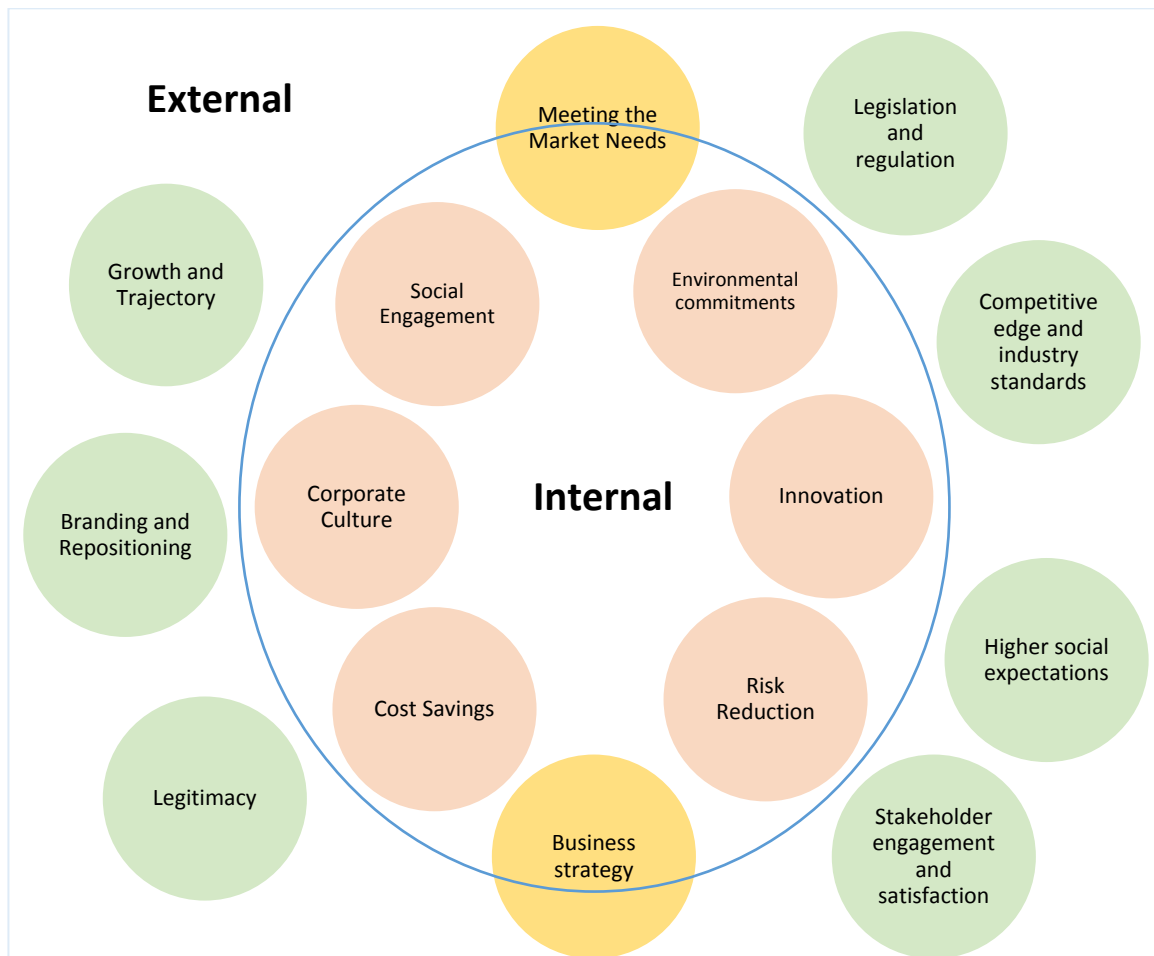 External
Meeting the
Market Needs
Legislation
and
regulation
Growth and
Trajectory
Social
Engagement
Environmental
commitments
Competitive
edge and
industry
standards
Branding and
Repositioning
Corporate
Culture
Internal
Innovation
Cost Savings
Risk
Reduction
Higher social
expectations
Legitimacy
Business
strategy
Stakeholder
engagement
and
satisfaction